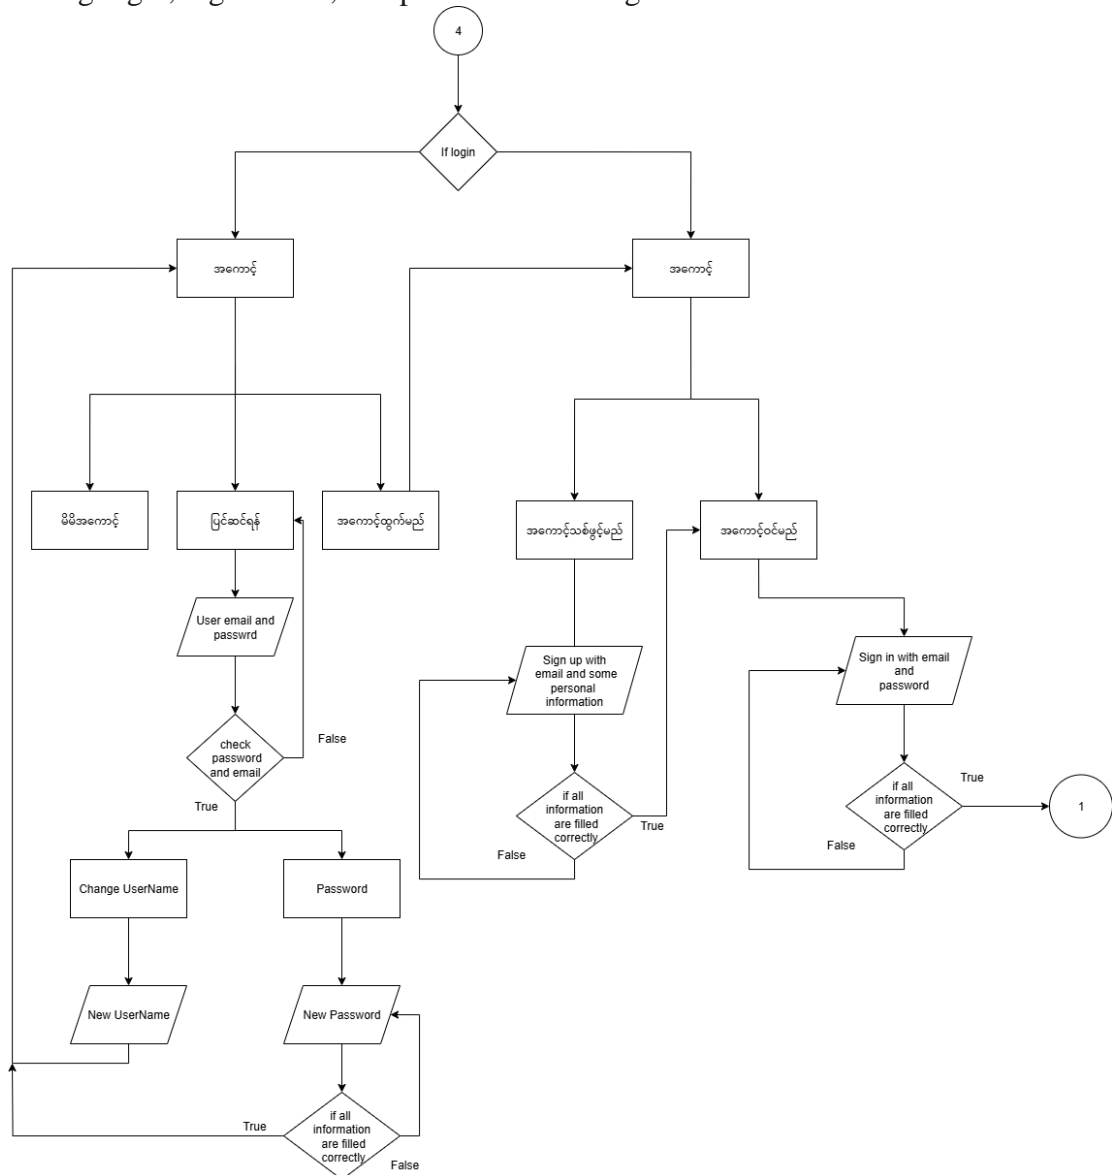 4
If login
အကောင့်
အကောင့်
မိမိအကောင့်
ပြင်ဆင်ရန်
အကောင့်ထွက်မည်
အကောင့်သစ်ဖွင့်မည်
အကောင့်ဝင်မည်
User email and
passwrd
Sign up with
email and some
personal
information
Sign in with email
and
password
check
password
and email
False
True
if all
information
are filled
correctly
True
False
if all
information
are filled
correctly
True
False
1
Change UserName
Password
New UserName
New Password
if all
information
are filled
correctly
True
False